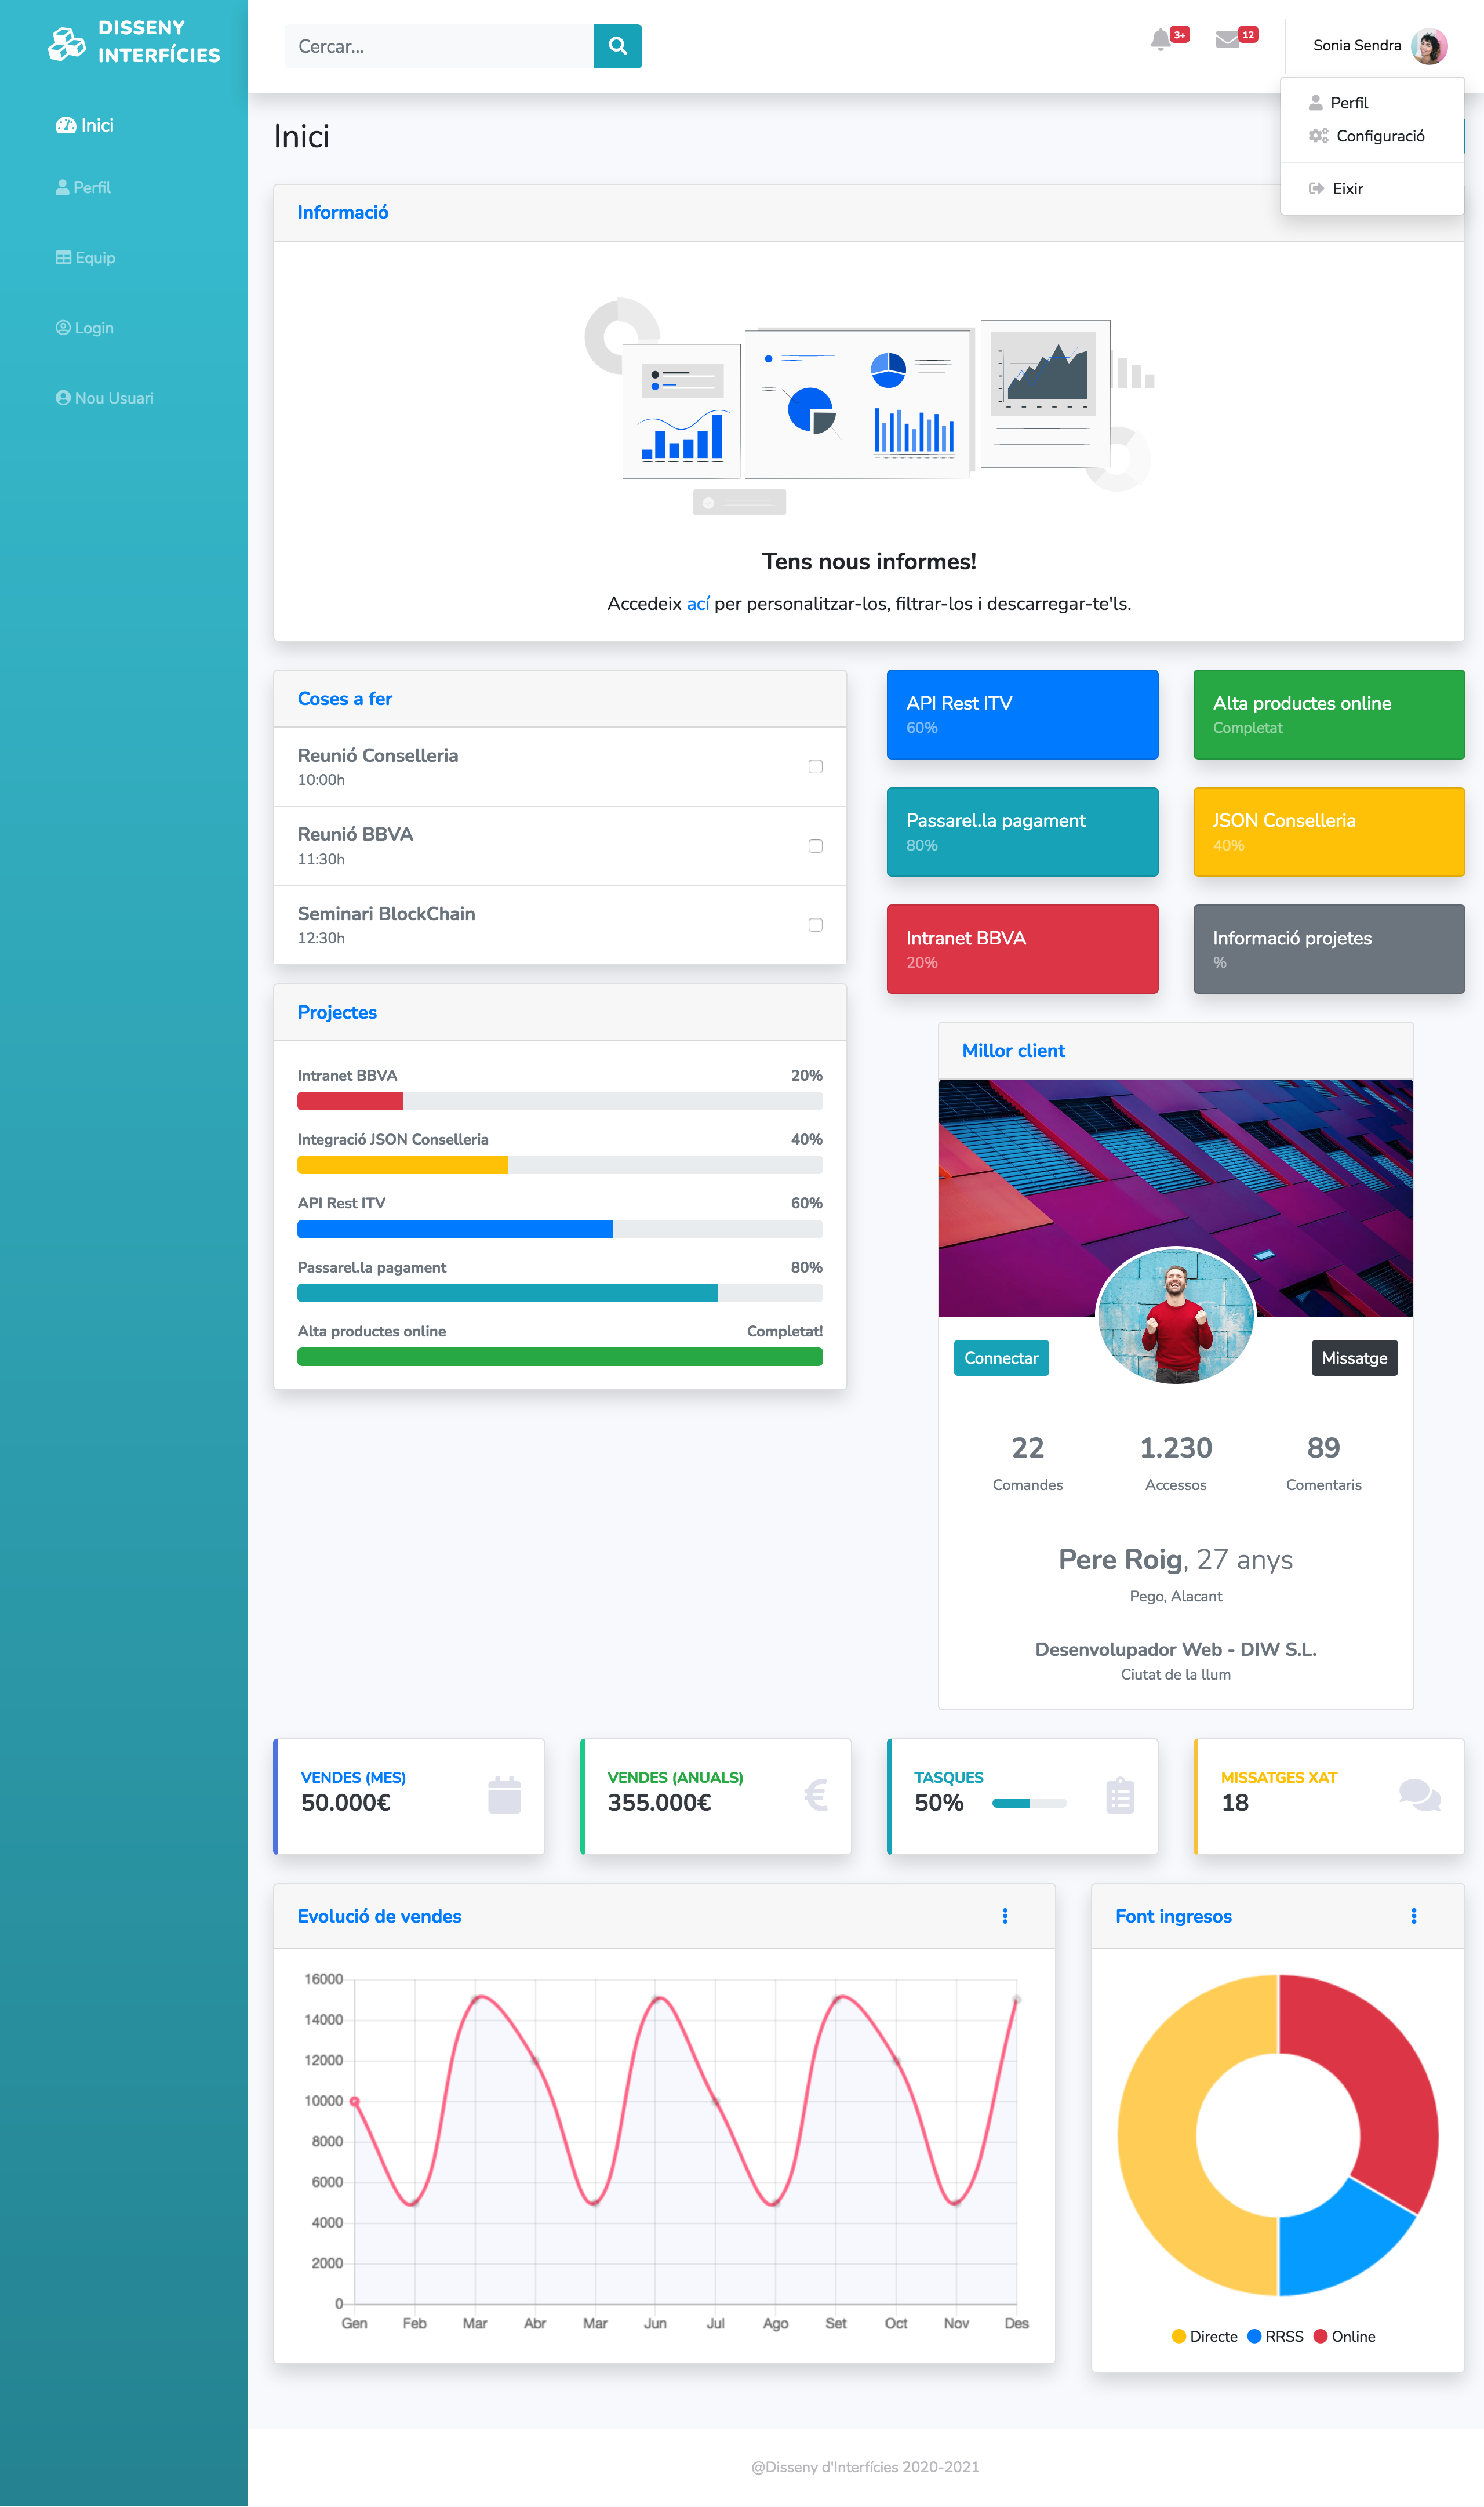 DISSENY
INTERFÍCIES
Inici
Perfil
Equip
Login
Nou Usuari
Cercar...
3+
12
Sonia Sendra
Perfil
Configuració
Eixir
Inici
Informació
Tens nous informes!
Accedeix ací per personalitzar-los, filtrar-los i descarregar-te'ls.
Coses a fer
Reunió Conselleria
10:00h
Reunió BBVA
11:30h
Seminari BlockChain
12:30h
API Rest ITV
60%
Alta productes online
Completat
Passarel.la pagament
80%
JSON Conselleria
40%
Intranet BBVA
20%
Informació projetes
%
Projectes
Intranet BBVA 20%
Integració JSON Conselleria 40%
API Rest ITV 60%
Passarel.la pagament 80%
Alta productes online Completat!
Millor client
Connectar
Missatge
22 1.230 89
Comandes Accessos Comentaris
Pere Roig, 27 anys
Pego, Alacant
Desenvolupador Web - DIW S.L.
Ciutat de la llum
VENDES (MES)
50.000€
VENDES (ANUALS)
355.000€
TASQUES
50%
MISSATGES XAT
18
Evolució de vendes
16000
14000
12000
10000
8000
6000
4000
2000
0
Gen Feb Mar Abr Mar Jun Jul Ago Set Oct Nov Des
Font ingresos
Directe RRSS Online
@Disseny d'Interfícies 2020-2021